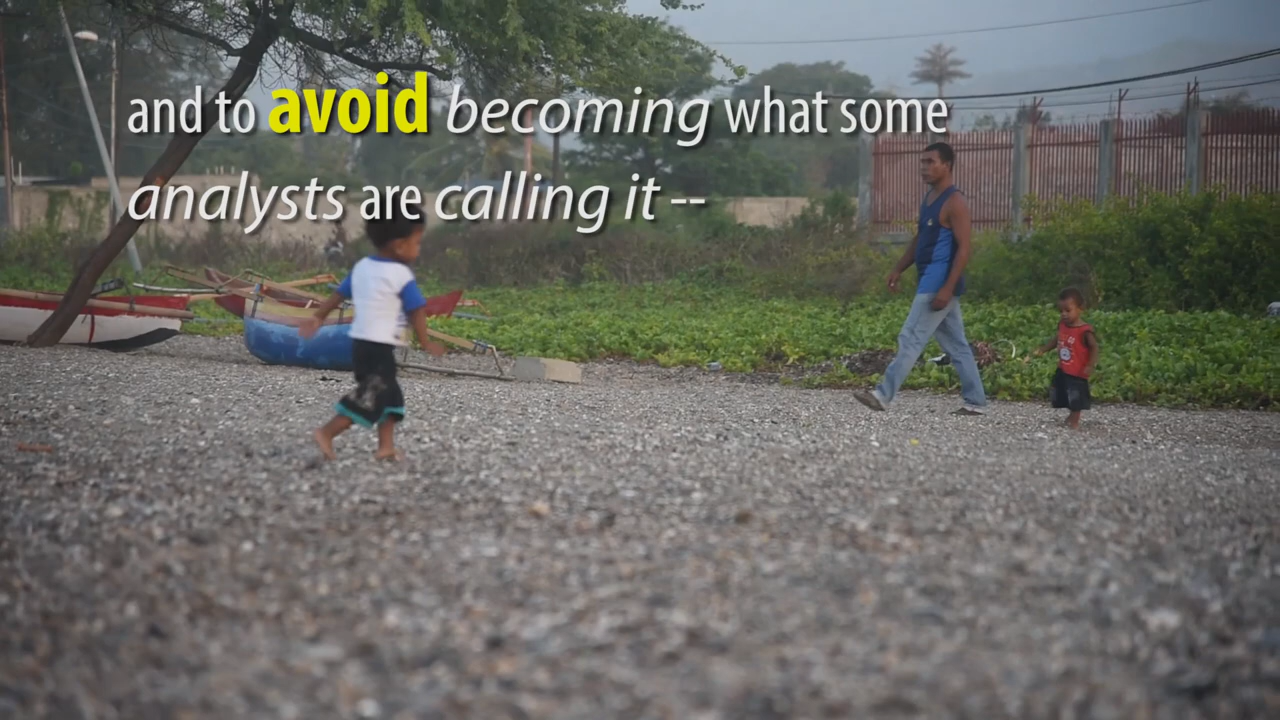 and to avoid becoming what some
analysts are calling it --